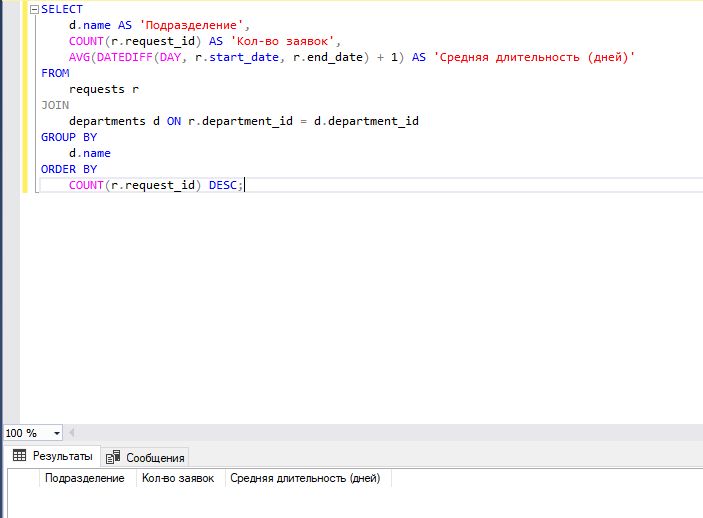 SELECT
d.name AS 'Подразделение',
COUNT(r.request_id) AS 'Кол-во заявок',
AVG(DATEDIFF(DAY, r.start_date, r.end_date) + 1) AS 'Средняя длительность (дней)'
FROM
requests r
JOIN
departments d ON r.department_id = d.department_id
GROUP BY
d.name
ORDER BY
COUNT(r.request_id) DESC;
100 %
Результаты Сообщения
Подразделение Кол-во заявок Средняя длительность (дней)